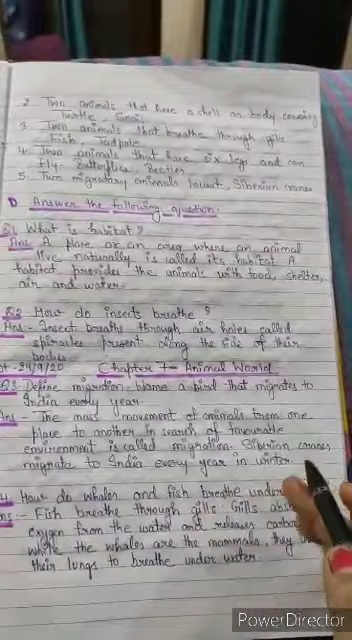 2. Two animals that have a shell as body covering
turtle, Snail
3. Two animals that breathe through gills
Fish, Tadpole
4. Two animals that have six legs and can
fly. Butterflies, Beetles
5. Two migratory animals locust, Siberian cranes
D Answer the following question.
Q1 What is habitat?
Ans: A place or an area where an animal
live naturally is called its habitat. A
habitat provides the animals with food, shelter,
air and water.
Q2 How do insects breathe?
Ans:- Insect breaths through air holes called
spiracles present along the side of their
bodies.
Dt-29/9/20 Chapter 7- Animal World
Q3 Define migration. Name a bird that migrates to
India every year.
Ans - The mass movement of animals from one
place to another in search of favourable
environment is called migration. Siberian cranes
migrate to India every year in winter.
4. How do whales and fish breathe under
Ans:- Fish breathe through gills. Gills
oxygen from the water and releases
while the whales are the mammals, they
their lungs to breathe under water.
PowerDirector